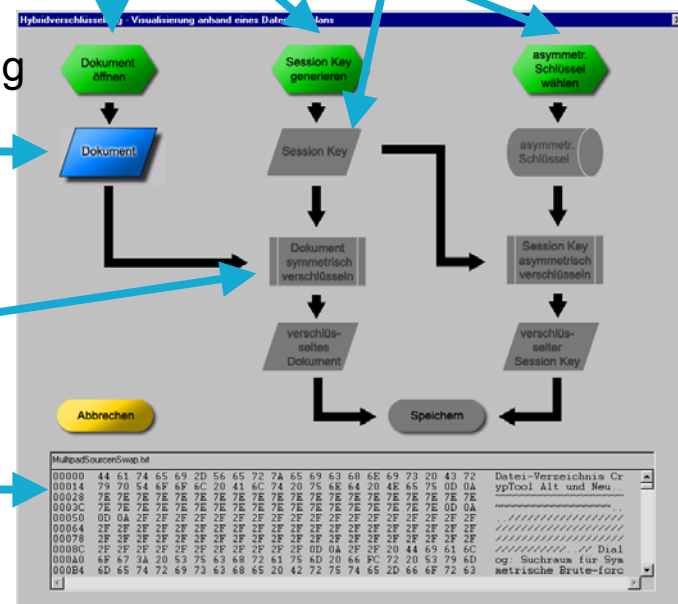 Hybridverschlüsselung - Visualisierung anhand eines Datenflussplans
g
Dokument
öffnen
Session Key
generieren
asymmetr.
Schlüssel
wählen
Dokument
Session Key
asymmetr.
Schlüssel
Dokument
symmetrisch
verschlüsseln
Session Key
asymmetrisch
verschlüsseln
verschlüs-
seltes
Dokument
verschlüs-
selter
Session Key
Abbrechen
Speichern
MultipadSourcenSwap.txt
00000 44 61 74 65 69 2D 56 65 72 7A 65 69 63 68 6E 69 73 20 43 72 Datei-Verzeichnis Cr
00014 79 70 54 6F 6F 6C 20 41 6C 74 20 75 6E 64 20 4E 65 75 0D 0A ypTool Alt und Neu..
00028 7E 7E 7E 7E 7E 7E 7E 7E 7E 7E 7E 7E 7E 7E 7E 7E 7E 7E 7E 7E ~~~~~~~~~~~~~~~~~~~~
0003C 7E 7E 7E 7E 7E 7E 7E 7E 7E 7E 7E 7E 7E 7E 7E 7E 7E 7E 0D 0A ~~~~~~~~~~~~~~~~~~..
00050 0D 0A 2F 2F 2F 2F 2F 2F 2F 2F 2F 2F 2F 2F 2F 2F 2F 2F 2F 2F ..//////////////////
00064 2F 2F 2F 2F 2F 2F 2F 2F 2F 2F 2F 2F 2F 2F 2F 2F 2F 2F 2F 2F ////////////////////
00078 2F 2F 2F 2F 2F 2F 2F 2F 2F 2F 2F 2F 2F 2F 2F 2F 2F 2F 2F 2F ////////////////////
0008C 2F 2F 2F 2F 2F 2F 2F 2F 2F 2F 2F 0D 0A 2F 2F 20 44 69 61 6C ///////////..// Dial
000A0 6F 67 3A 20 53 75 63 68 72 61 75 6D 20 66 FC 72 20 53 79 6D og: Suchraum für Sym
000B4 6D 65 74 72 69 73 63 68 65 20 42 72 75 74 65 2D 66 6F 72 63 metrische Brute-forc